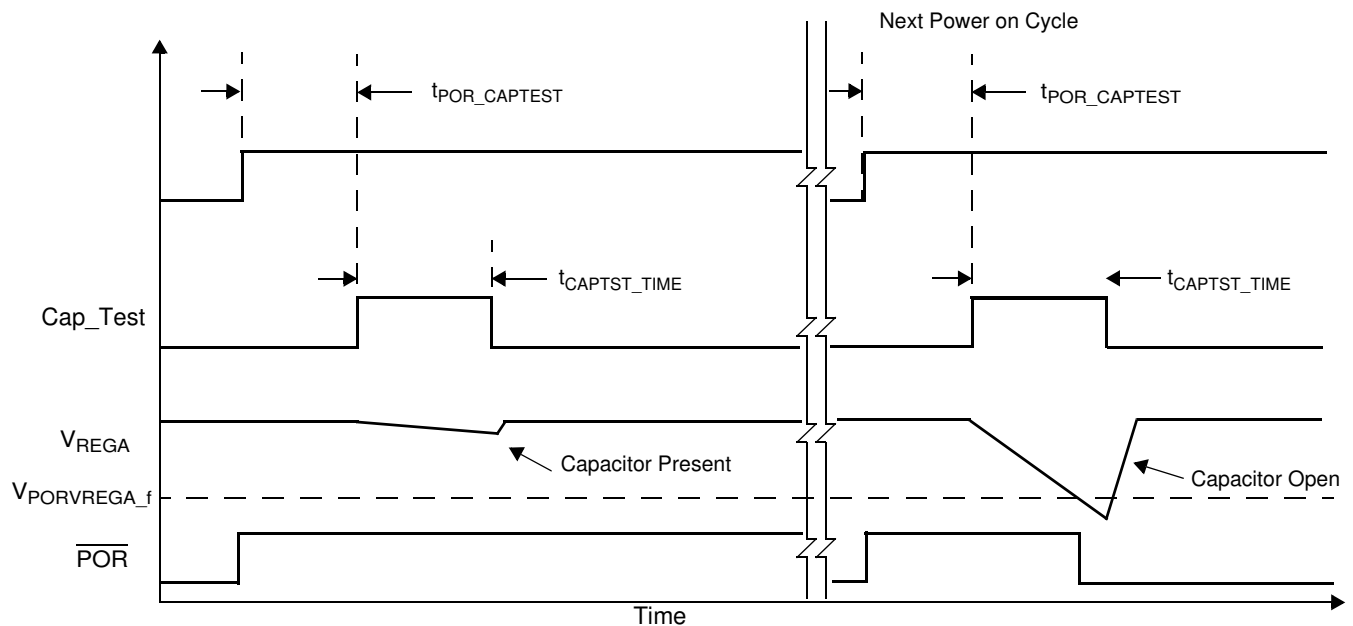 Next Power on Cycle
tPOR_CAPTEST
tPOR_CAPTEST
tCAPTST_TIME
tCAPTST_TIME
Cap_Test
VREGA
Capacitor Present
Capacitor Open
VPORVREGA_f
POR
Time